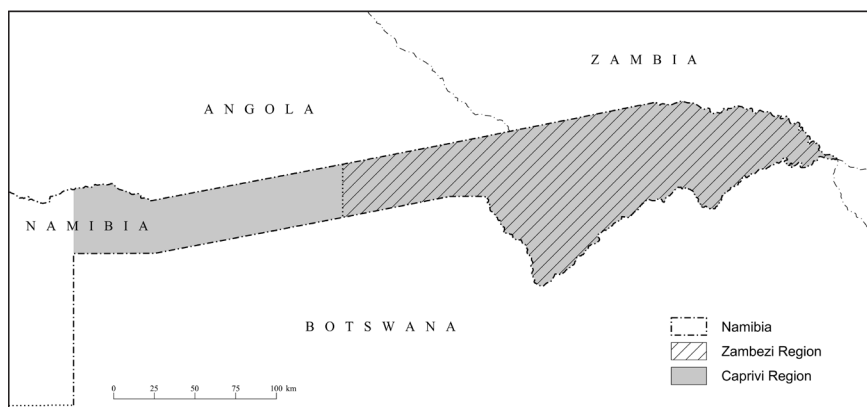 Z A M B I A
A N G O L A
N A M I B I A
B O T S W A N A
Namibia
Zambezi Region
Caprivi Region
0 25 50 75 100 km